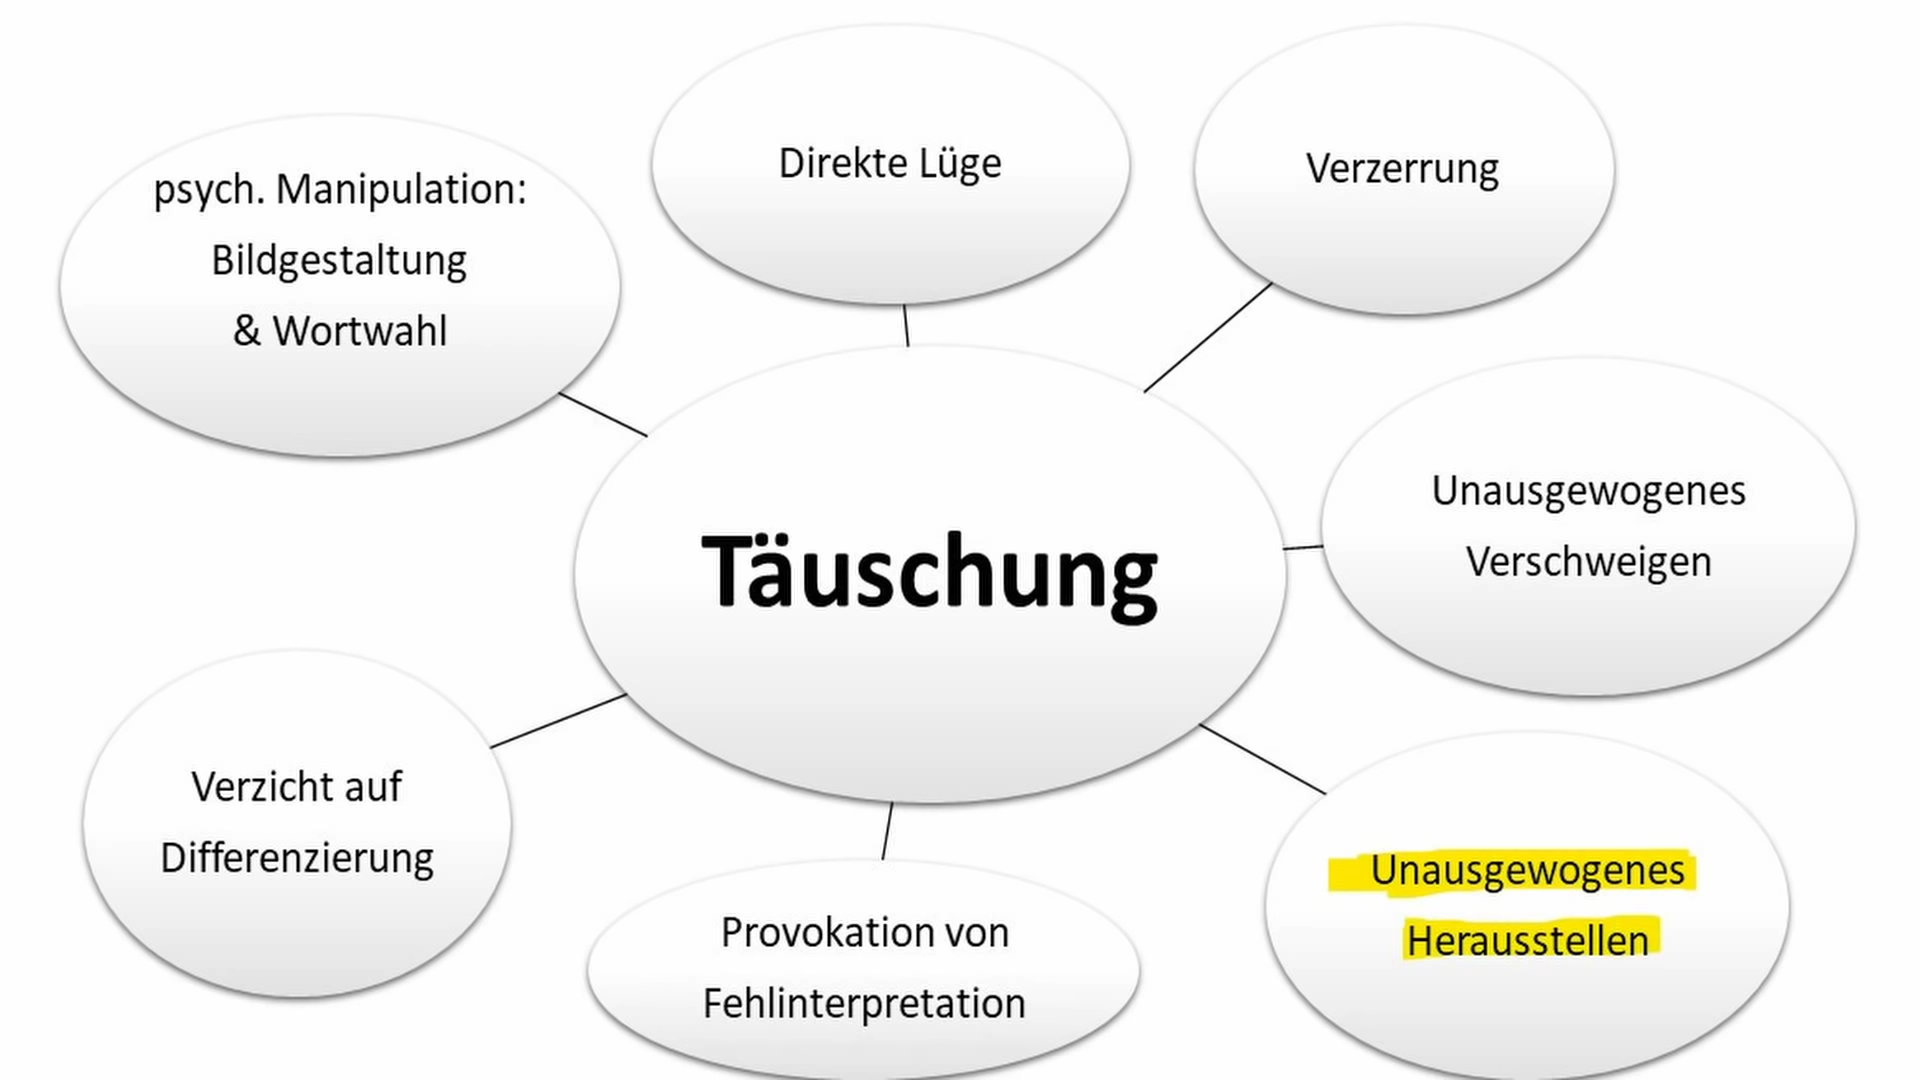 Direkte Lüge
Verzerrung
psych. Manipulation:
Bildgestaltung
& Wortwahl
Unausgewogenes
Verschweigen
Täuschung
Verzicht auf
Differenzierung
Unausgewogenes
Herausstellen
Provokation von
Fehlinterpretation